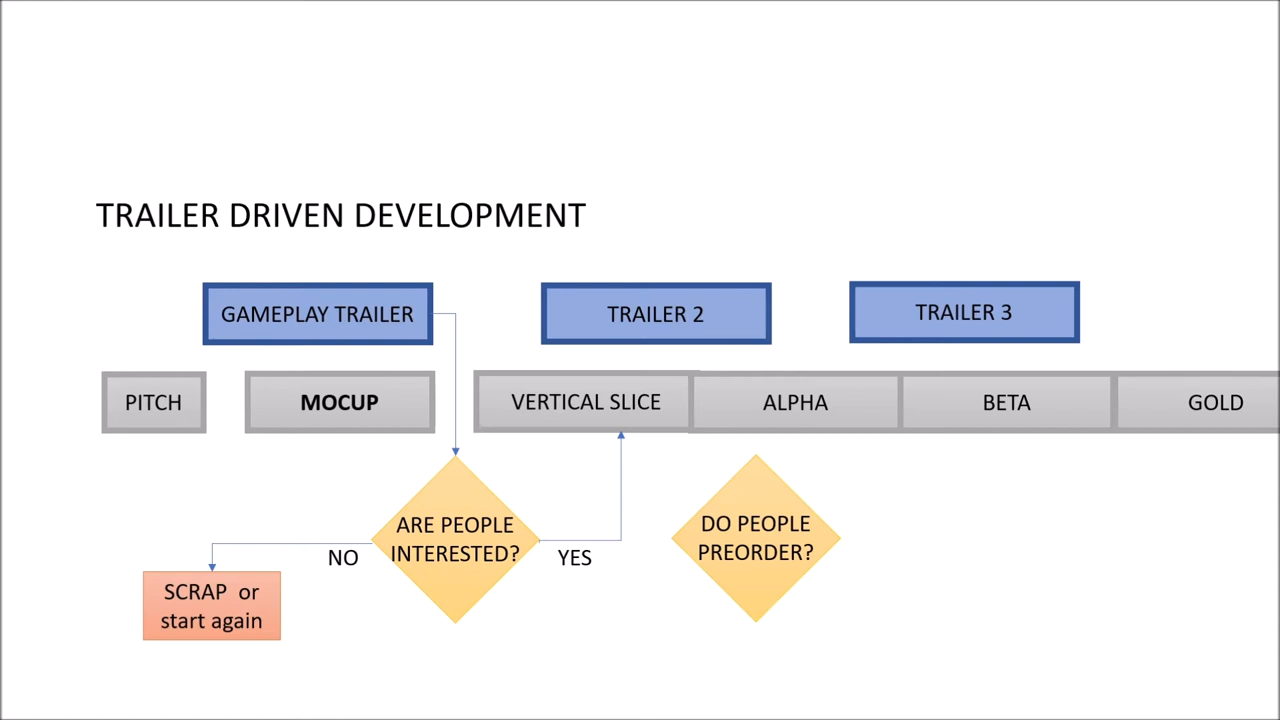 TRAILER DRIVEN DEVELOPMENT
GAMEPLAY TRAILER
TRAILER 2
TRAILER 3
PITCH
MOCUP
VERTICAL SLICE
ALPHA
BETA
GOLD
ARE PEOPLE
INTERESTED?
DO PEOPLE
PREORDER?
NO
YES
SCRAP or
start again